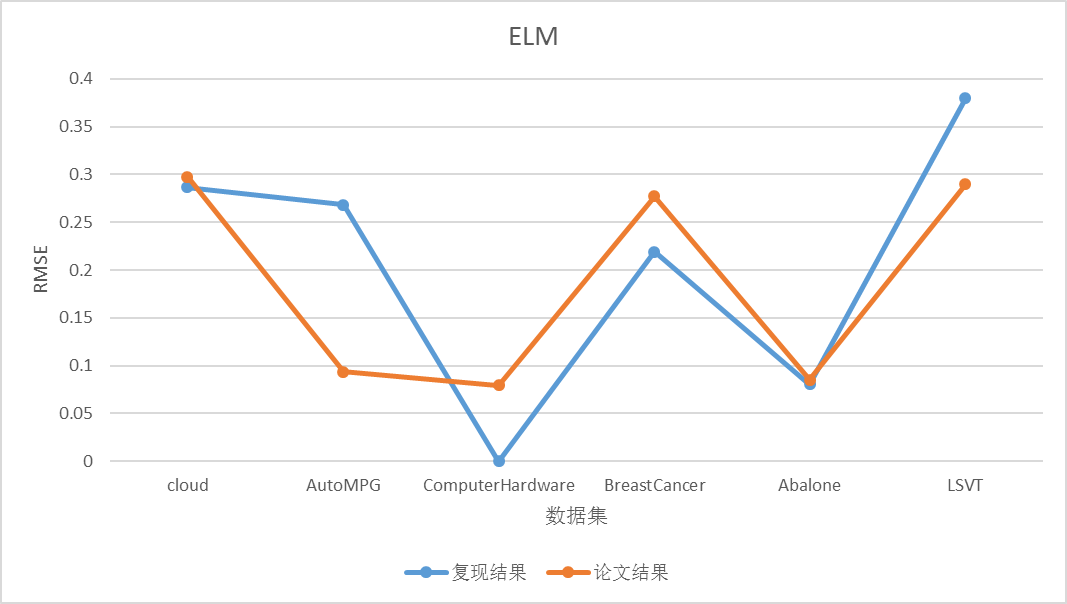 ELM
0.4
0.35
0.3
0.25
0.2
0.15
0.1
0.05
0
RMSE
cloud AutoMPG ComputerHardware BreastCancer Abalone LSVT
数据集
复现结果 论文结果